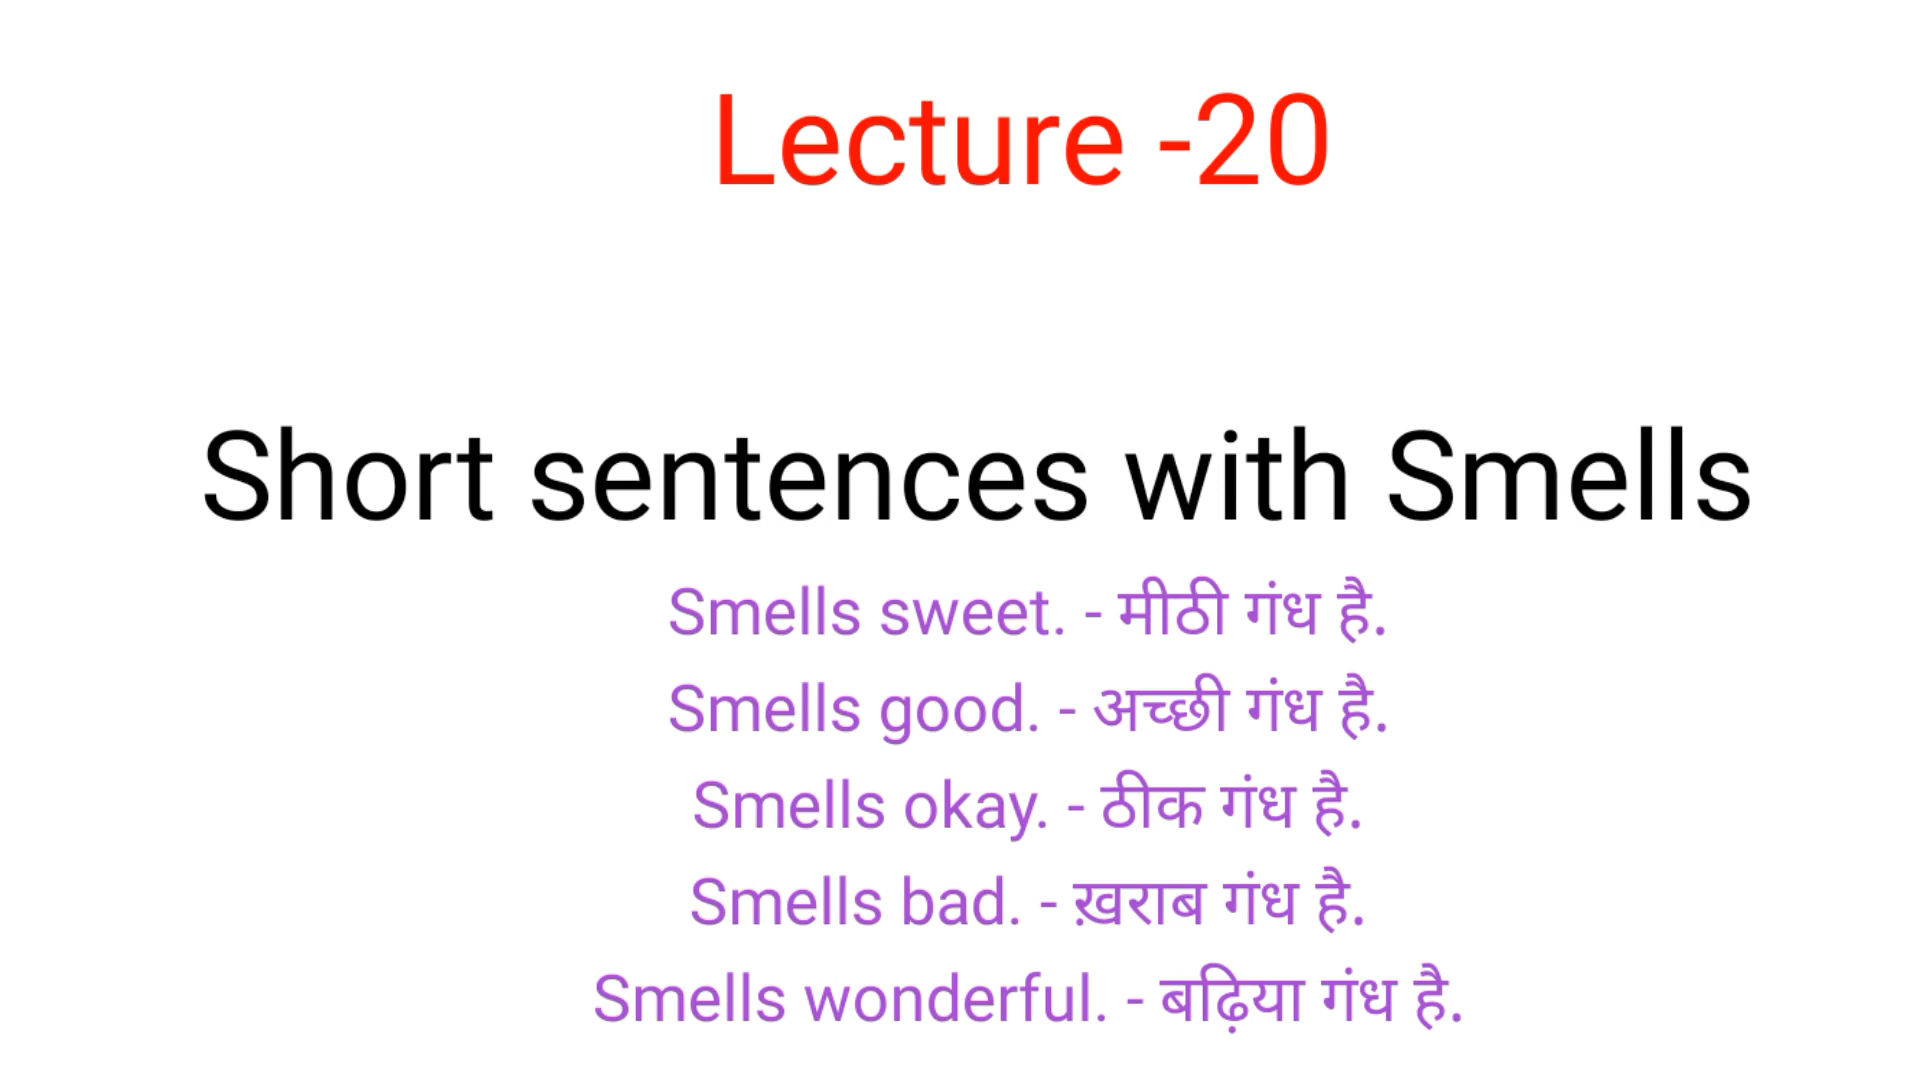 Lecture -20
Short sentences with Smells
Smells sweet. - मीठी गंध है.
Smells good. - अच्छी गंध है.
Smells okay. - ठीक गंध है.
Smells bad. - ख़राब गंध है.
Smells wonderful. - बढ़िया गंध है.